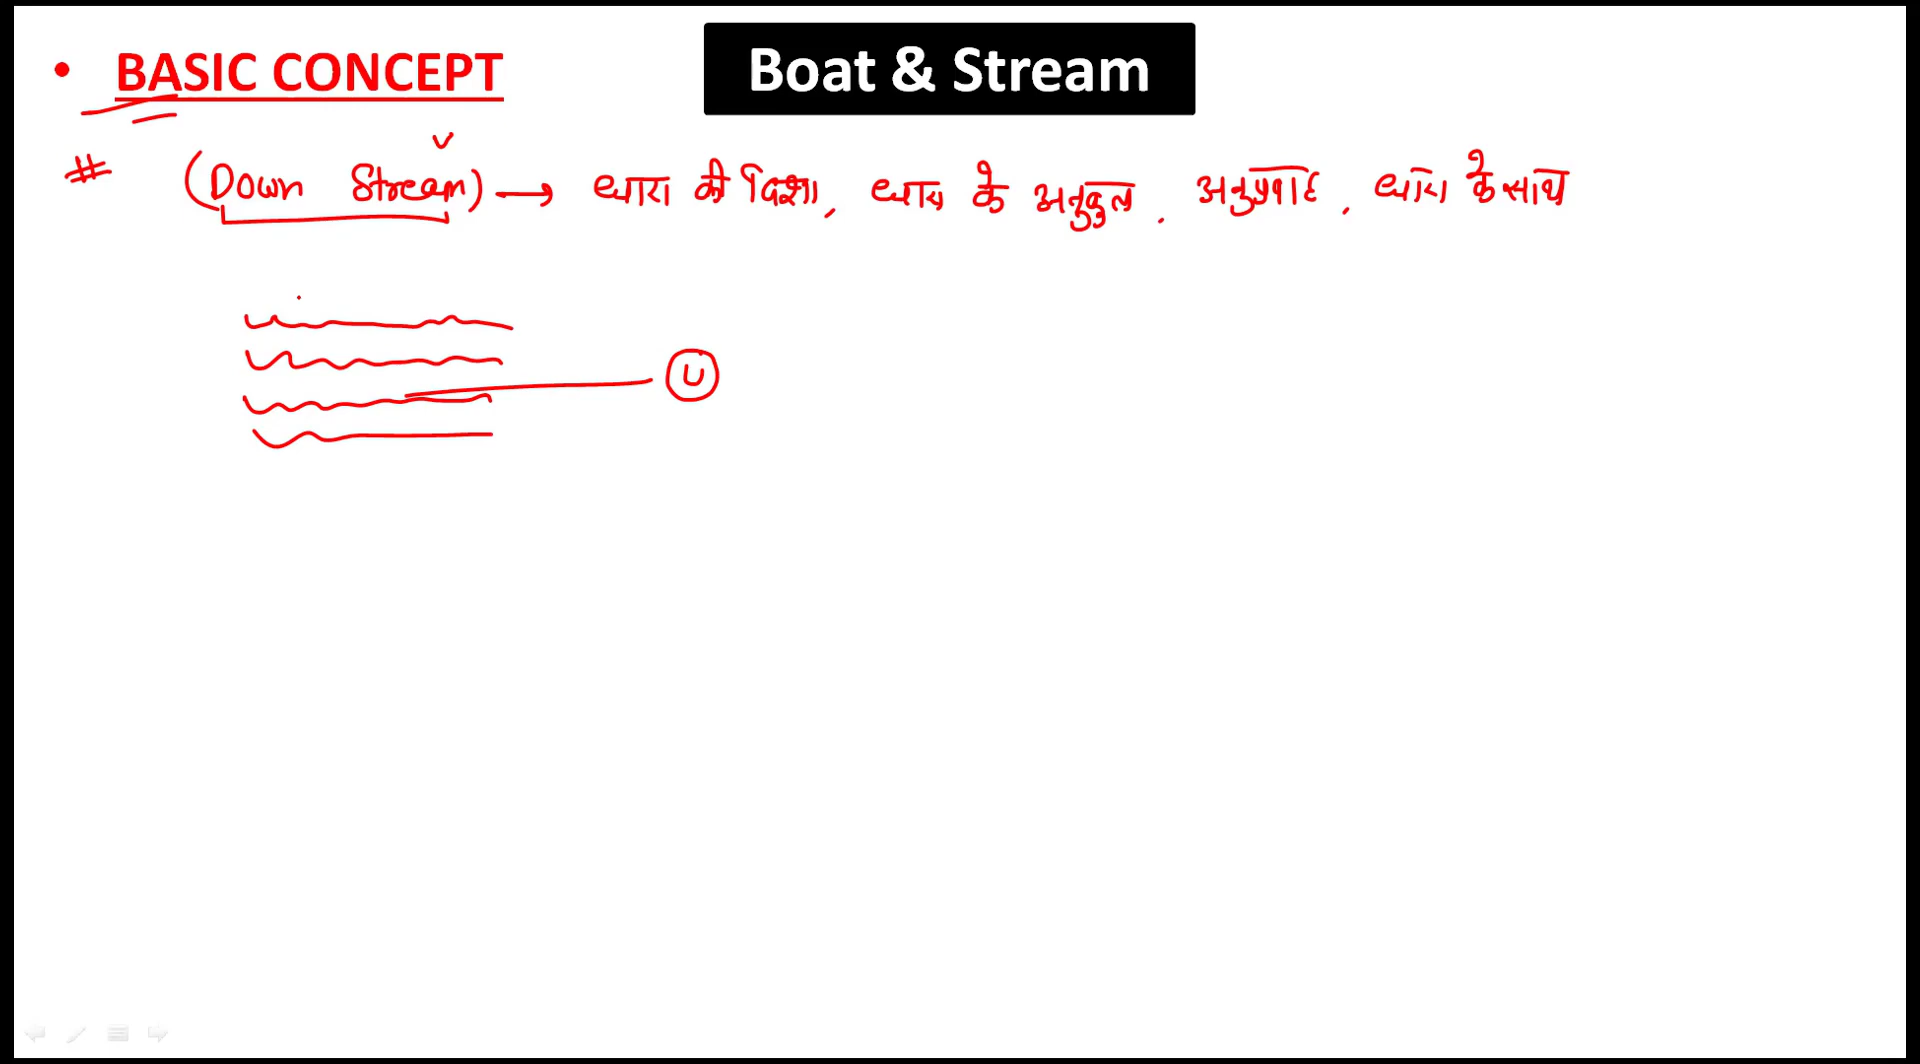 • BASIC CONCEPT
Boat & Stream
# (Down Stream) → धारा की दिशा, धारा के अनुकुल, अनुप्रवाह, धारा के साथ
U